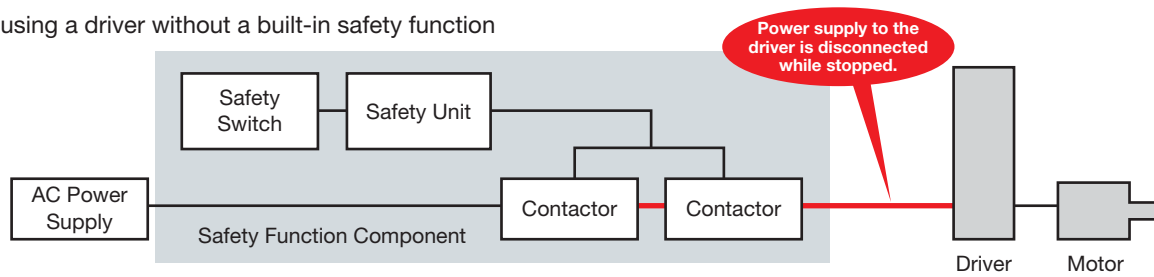 using a driver without a built-in safety function
Power supply to the
driver is disconnected
while stopped.
Safety
Switch
Safety Unit
AC Power
Supply
Contactor
Contactor
Safety Function Component
Driver
Motor